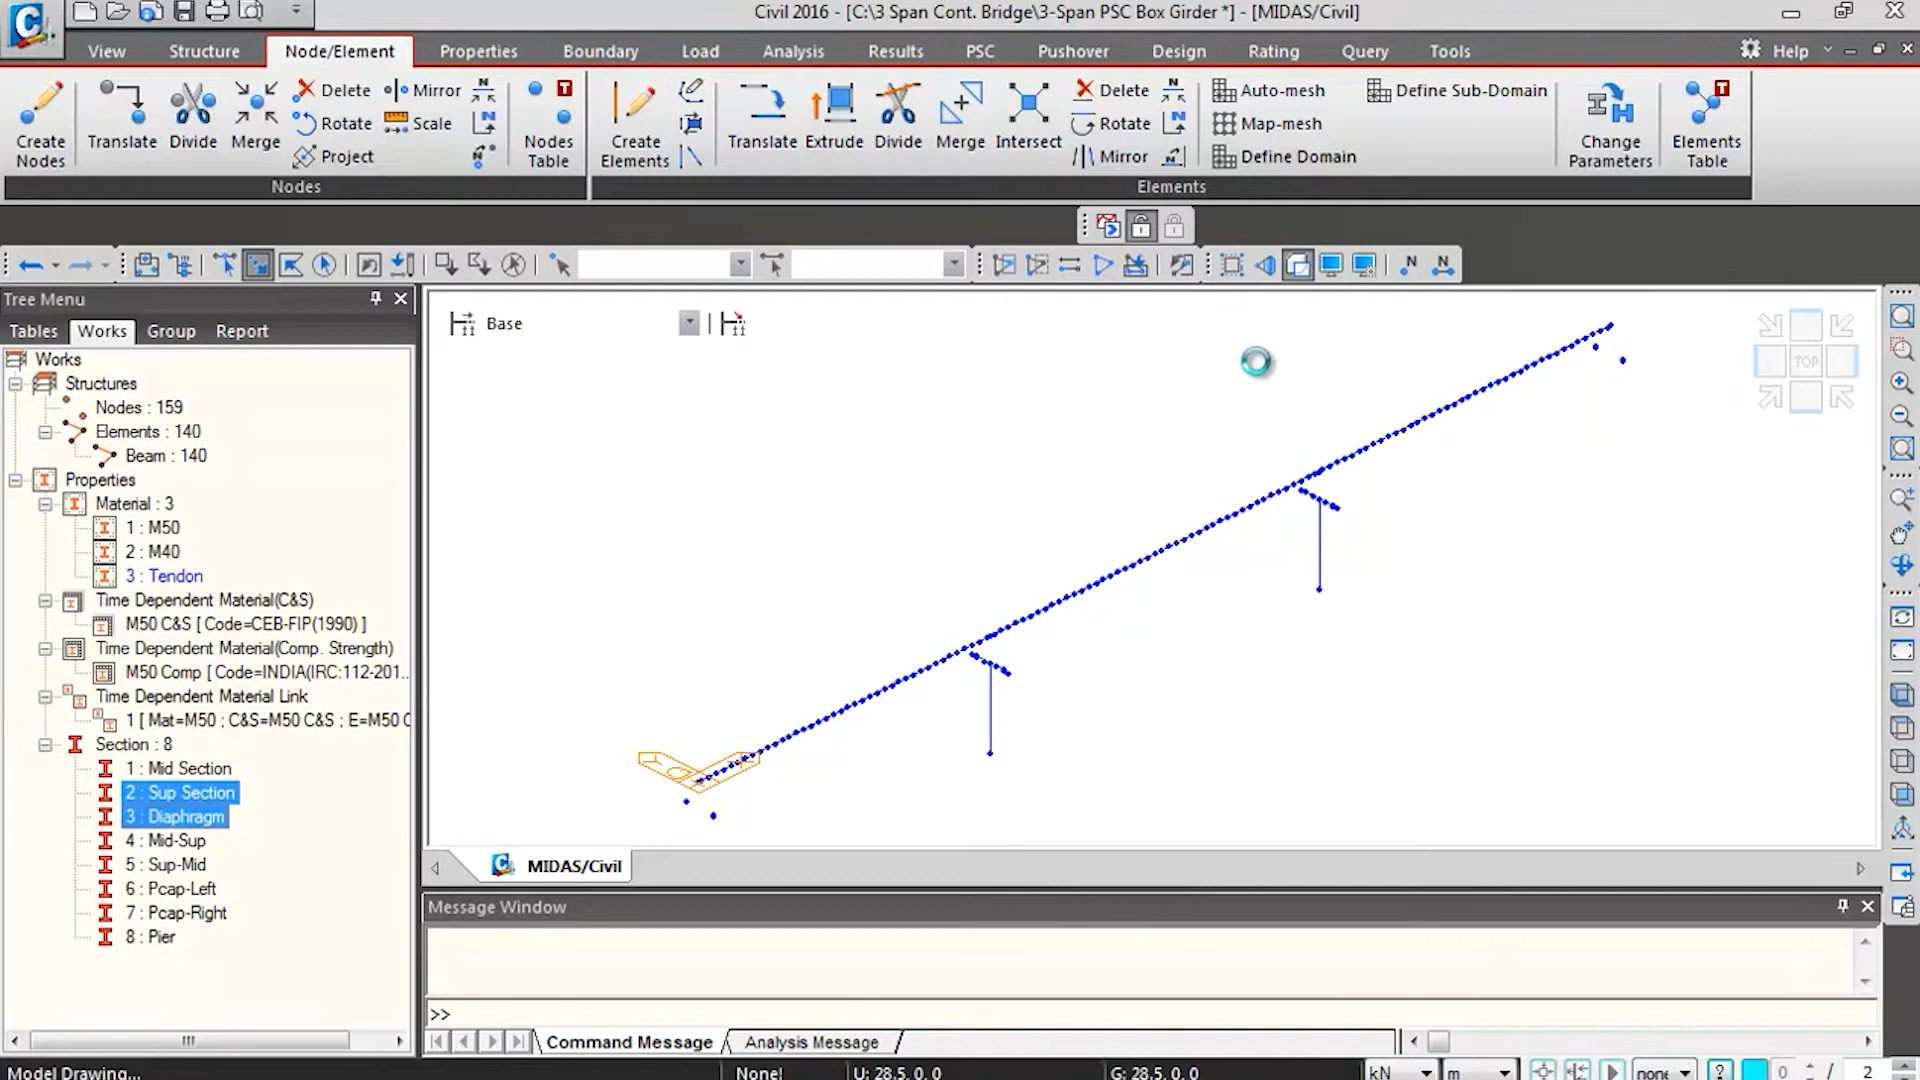 Civil 2016 - [C:\3 Span Cont. Bridge\3-Span PSC Box Girder *] - [MIDAS/Civil]
View Structure Node/Element Properties Boundary Load Analysis Results PSC Pushover Design Rating Query Tools Help
Create Nodes
Translate
Divide
Merge
Delete
Rotate
Project
Mirror
Scale
Nodes Table
Create Elements
Translate
Extrude
Divide
Merge
Intersect
Delete
Rotate
Mirror
Auto-mesh
Map-mesh
Define Domain
Define Sub-Domain
Change Parameters
Elements Table
Nodes
Elements
Tree Menu
Tables Works Group Report
Works
Structures
Nodes : 159
Elements : 140
Beam : 140
Properties
Material : 3
1 : M50
2 : M40
3 : Tendon
Time Dependent Material(C&S)
M50 C&S [ Code=CEB-FIP(1990) ]
Time Dependent Material(Comp. Strength)
M50 Comp [ Code=INDIA(IRC:112-201...
Time Dependent Material Link
1 [ Mat=M50 ; C&S=M50 C&S ; E=M50 C
Section : 8
1 : Mid Section
2 : Sup Section
3 : Diaphragm
4 : Mid-Sup
5 : Sup-Mid
6 : Pcap-Left
7 : Pcap-Right
8 : Pier
Base
TOP
MIDAS/Civil
Message Window
>>
Command Message Analysis Message
Model Drawing... None! U: 28.5, 0, 0 G: 28.5, 0, 0 kN m none ? 0 / 2